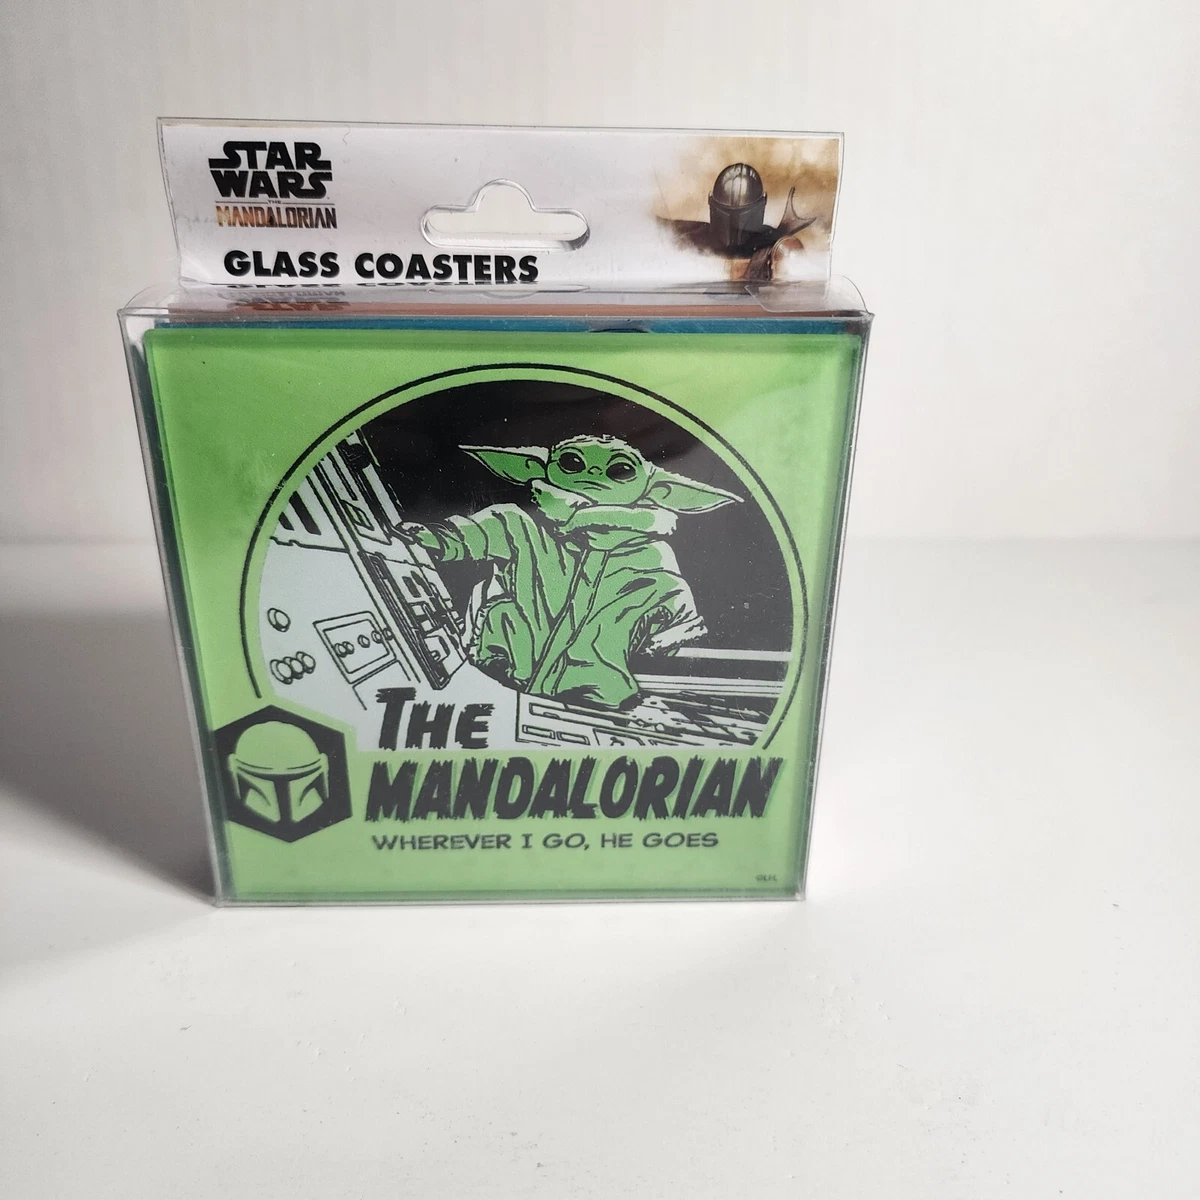 STAR
WARS
THE
MANDALORIAN
GLASS COASTERS
THE
MANDALORIAN
WHEREVER I GO, HE GOES